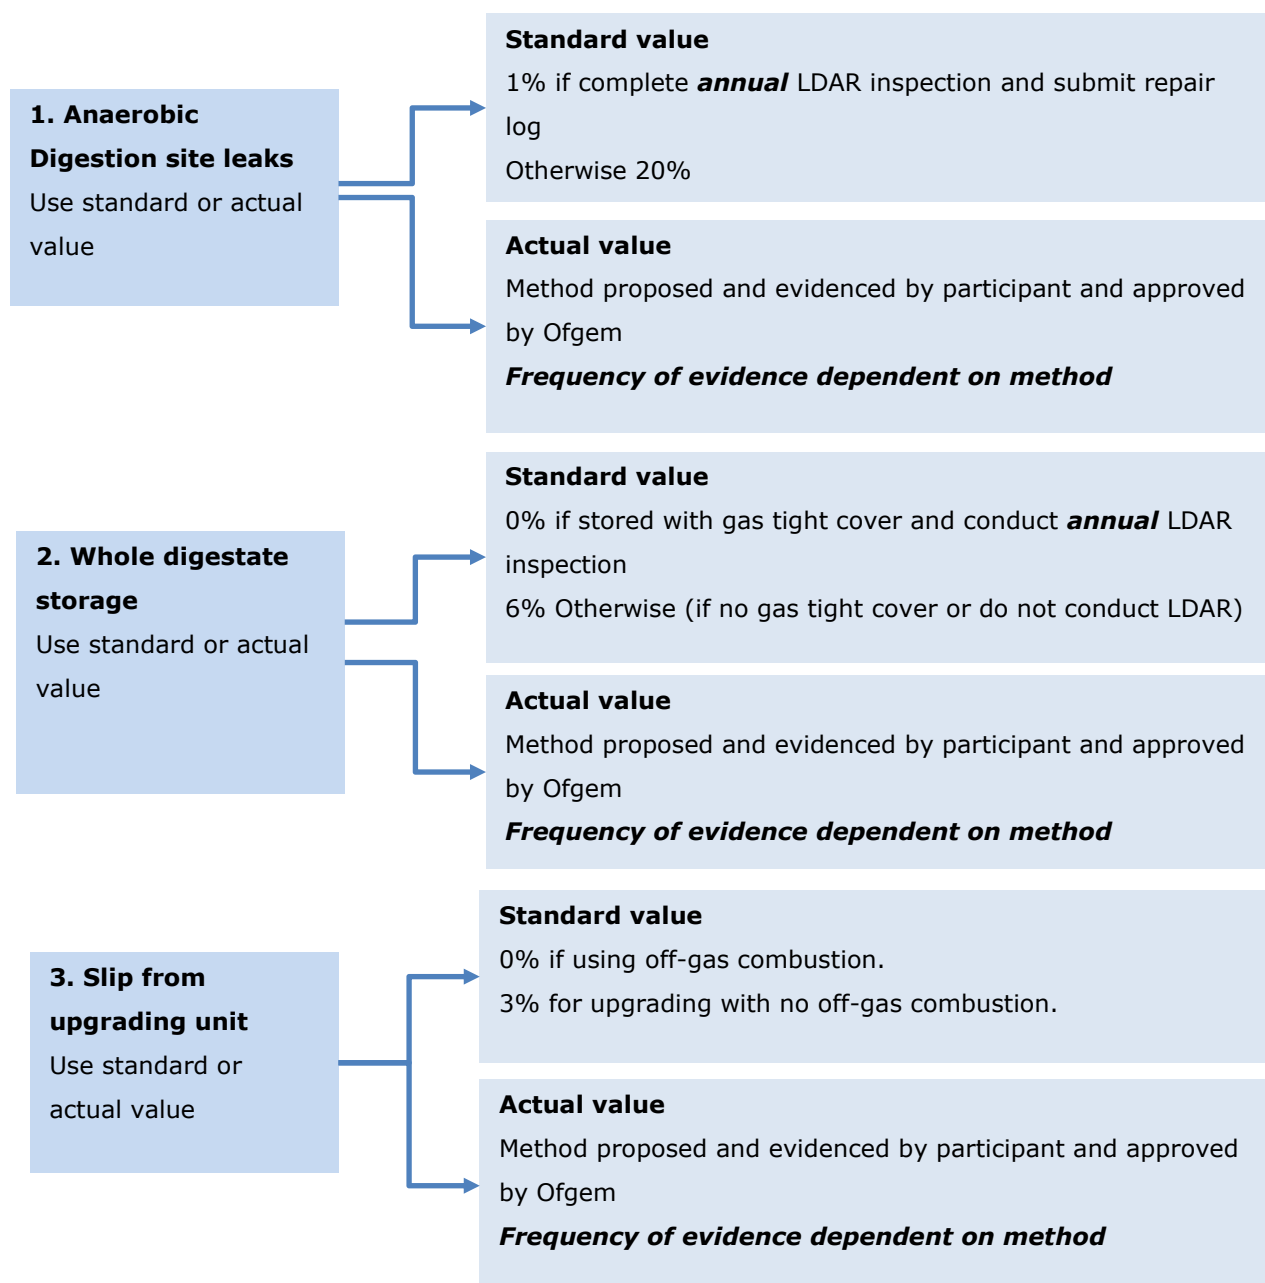 1. Anaerobic
Digestion site leaks
Use standard or actual
value
Standard value
1% if complete annual LDAR inspection and submit repair
log
Otherwise 20%
Actual value
Method proposed and evidenced by participant and approved
by Ofgem
Frequency of evidence dependent on method
2. Whole digestate
storage
Use standard or actual
value
Standard value
0% if stored with gas tight cover and conduct annual LDAR
inspection
6% Otherwise (if no gas tight cover or do not conduct LDAR)
Actual value
Method proposed and evidenced by participant and approved
by Ofgem
Frequency of evidence dependent on method
3. Slip from
upgrading unit
Use standard or
actual value
Standard value
0% if using off-gas combustion.
3% for upgrading with no off-gas combustion.
Actual value
Method proposed and evidenced by participant and approved
by Ofgem
Frequency of evidence dependent on method